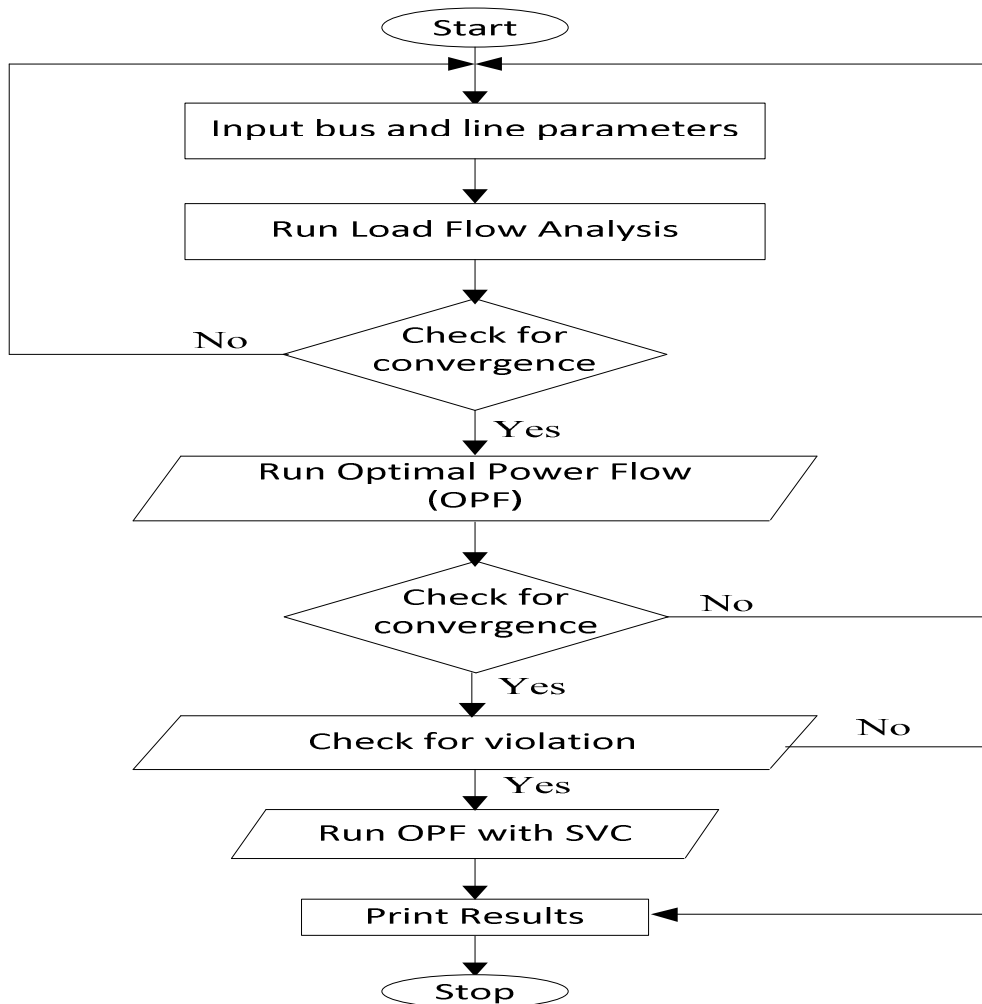 Start
Input bus and line parameters
Run Load Flow Analysis
Check for
convergence
No
Yes
Run Optimal Power Flow
(OPF)
Check for
convergence
No
Yes
Check for violation
No
Yes
Run OPF with SVC
Print Results
Stop